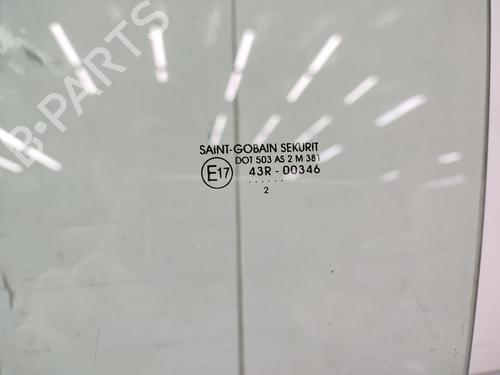 B-PARTS
SAINT-GOBAIN SEKURIT
DOT 503 AS 2 M 381
E17 43R - 00346
......
2